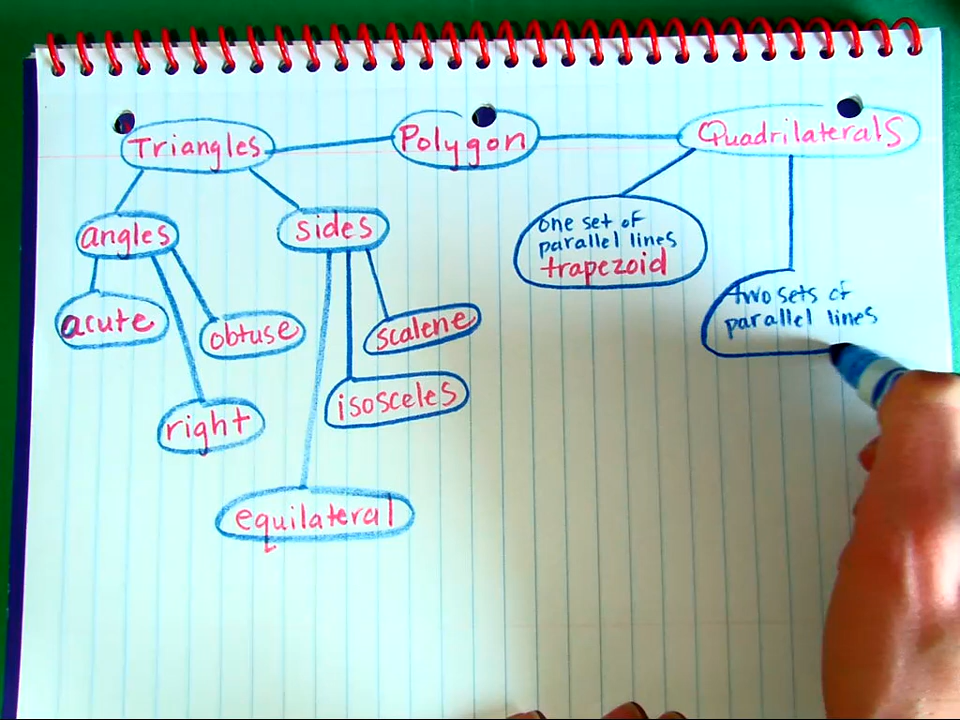 Triangles
Polygon
Quadrilaterals
angles
sides
acute
obtuse
right
scalene
isosceles
equilateral
one set of
parallel lines
trapezoid
two sets of
parallel lines